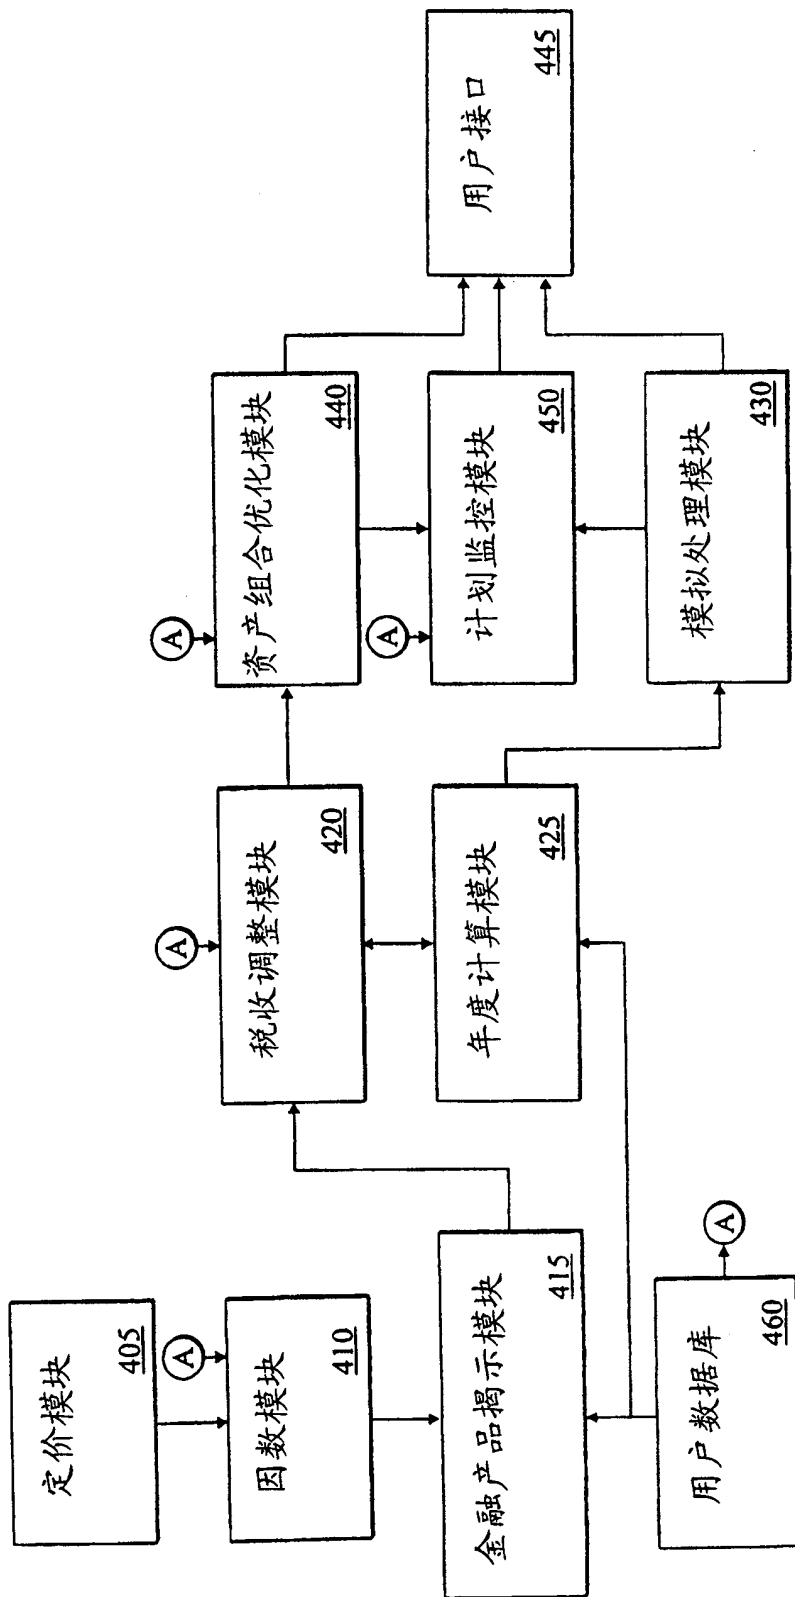 定价模块
405
A
因数模块
410
金融产品揭示模块
415
用户数据库
460
A
A
税收调整模块
420
年度计算模块
425
A
资产组合优化模块
440
A
计划监控模块
450
模拟处理模块
430
用户接口
445